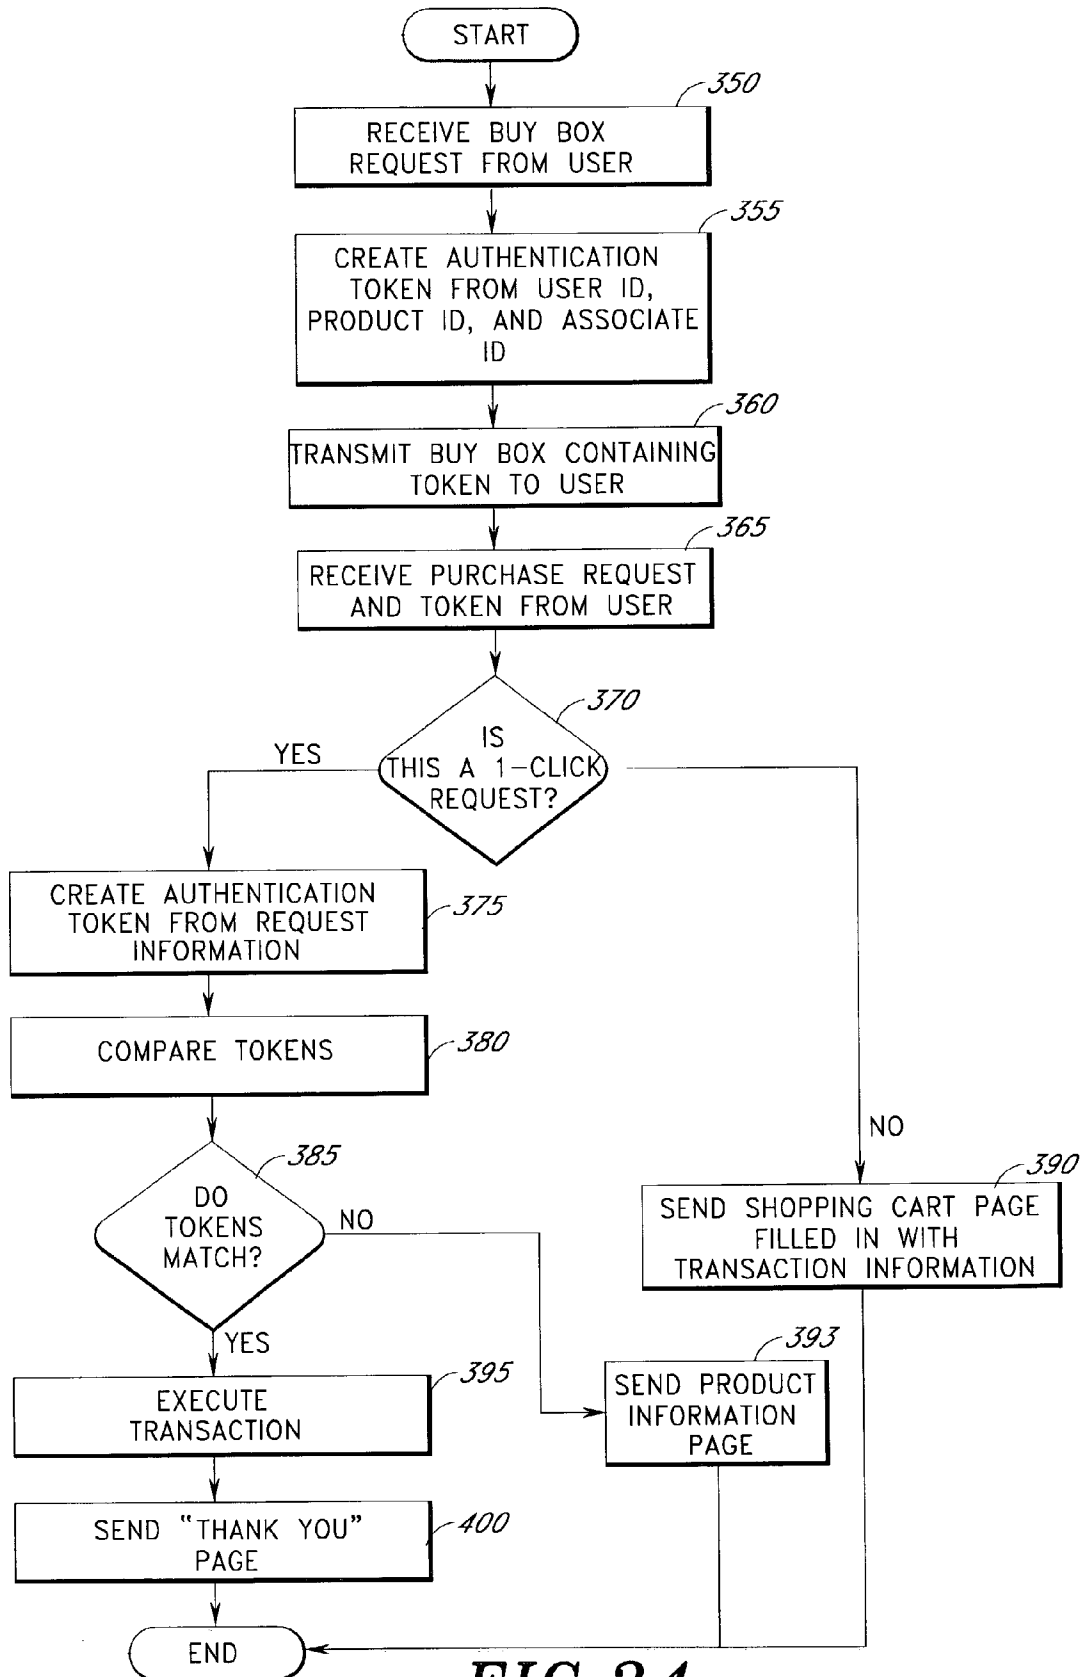 START
350
RECEIVE BUY BOX
REQUEST FROM USER
355
CREATE AUTHENTICATION
TOKEN FROM USER ID,
PRODUCT ID, AND ASSOCIATE
ID
360
TRANSMIT BUY BOX CONTAINING
TOKEN TO USER
365
RECEIVE PURCHASE REQUEST
AND TOKEN FROM USER
370
IS
THIS A 1-CLICK
REQUEST?
YES
CREATE AUTHENTICATION
TOKEN FROM REQUEST
INFORMATION
375
COMPARE TOKENS
380
NO
385
DO
TOKENS
MATCH?
NO
390
SEND SHOPPING CART PAGE
FILLED IN WITH
TRANSACTION INFORMATION
YES
393
SEND PRODUCT
INFORMATION
PAGE
395
EXECUTE
TRANSACTION
400
SEND "THANK YOU"
PAGE
END